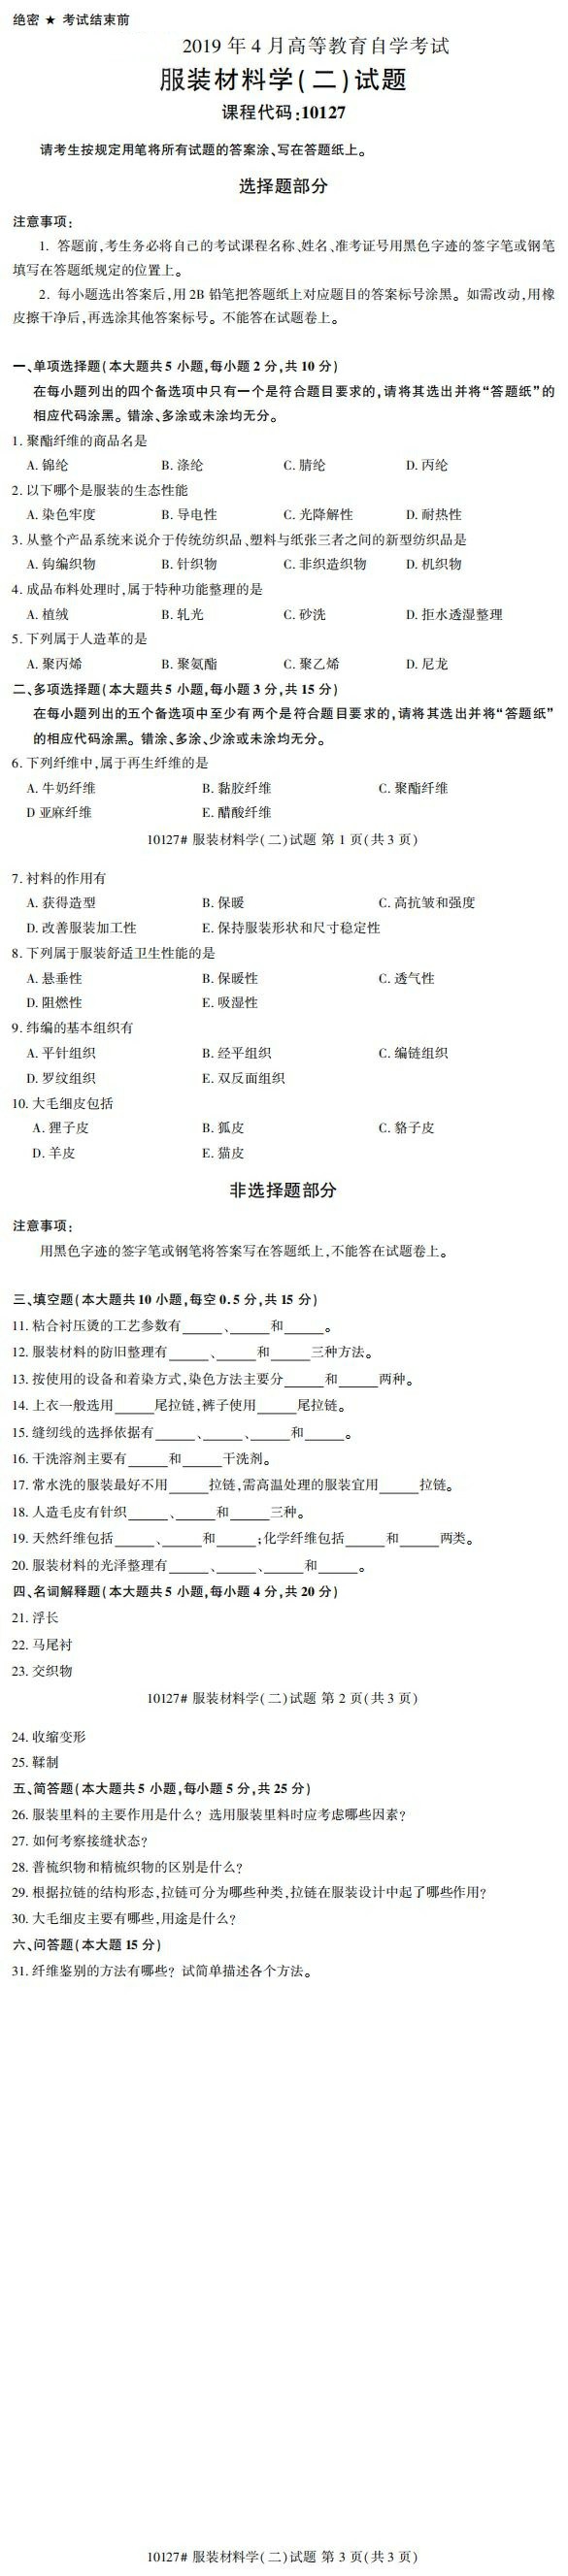 绝密 ★ 考试结束前
2019 年 4 月高等教育自学考试
服装材料学(二)试题
课程代码:10127
请考生按规定用笔将所有试题的答案涂、写在答题纸上。
选择题部分
注意事项:
1. 答题前,考生务必将自己的考试课程名称、姓名、准考证号用黑色字迹的签字笔或钢笔
填写在答题纸规定的位置上。
2. 每小题选出答案后,用 2B 铅笔把答题纸上对应题目的答案标号涂黑。如需改动,用橡
皮擦干净后,再选涂其他答案标号。不能答在试题卷上。
一、单项选择题(本大题共 5 小题,每小题 2 分,共 10 分)
在每小题列出的四个备选项中只有一个是符合题目要求的,请将其选出并将“答题纸”的
相应代码涂黑。错涂、多涂或未涂均无分。
1. 聚酯纤维的商品名是
A. 锦纶 B. 涤纶 C. 腈纶 D. 丙纶
2. 以下哪个是服装的生态性能
A. 染色牢度 B. 导电性 C. 光降解性 D. 耐热性
3. 从整个产品系统来说介于传统纺织品、塑料与纸张三者之间的新型纺织品是
A. 钩编织物 B. 针织物 C. 非织造织物 D. 机织物
4. 成品布料处理时,属于特种功能整理的是
A. 植绒 B. 轧光 C. 砂洗 D. 拒水透湿整理
5. 下列属于人造革的是
A. 聚丙烯 B. 聚氨酯 C. 聚乙烯 D. 尼龙
二、多项选择题(本大题共 5 小题,每小题 3 分,共 15 分)
在每小题列出的五个备选项中至少有两个是符合题目要求的,请将其选出并将“答题纸”
的相应代码涂黑。错涂、多涂、少涂或未涂均无分。
6. 下列纤维中,属于再生纤维的是
A. 牛奶纤维 B. 黏胶纤维 C. 聚酯纤维
D 亚麻纤维 E. 醋酸纤维
10127# 服装材料学(二)试题 第 1 页(共 3 页)
7. 衬料的作用有
A. 获得造型 B. 保暖 C. 高抗皱和强度
D. 改善服装加工性 E. 保持服装形状和尺寸稳定性
8. 下列属于服装舒适卫生性能的是
A. 悬垂性 B. 保暖性 C. 透气性
D. 阻燃性 E. 吸湿性
9. 纬编的基本组织有
A. 平针组织 B. 经平组织 C. 编链组织
D. 罗纹组织 E. 双反面组织
10. 大毛细皮包括
A. 狸子皮 B. 狐皮 C. 貉子皮
D. 羊皮 E. 猫皮
非选择题部分
注意事项:
用黑色字迹的签字笔或钢笔将答案写在答题纸上,不能答在试题卷上。
三、填空题(本大题共 10 小题,每空 0.5 分,共 15 分)
11. 粘合衬压烫的工艺参数有______、______和______。
12. 服装材料的防旧整理有______、______和______三种方法。
13. 按使用的设备和着染方式,染色方法主要分______和______两种。
14. 上衣一般选用______尾拉链,裤子使用______尾拉链。
15. 缝纫线的选择依据有______、______、______和______。
16. 干洗溶剂主要有______和______干洗剂。
17. 常水洗的服装最好不用______拉链,需高温处理的服装宜用______拉链。
18. 人造毛皮有针织______、______和______三种。
19. 天然纤维包括______、______和______;化学纤维包括______和______两类。
20. 服装材料的光泽整理有______、______、______和______。
四、名词解释题(本大题共 5 小题,每小题 4 分,共 20 分)
21. 浮长
22. 马尾衬
23. 交织物
10127# 服装材料学(二)试题 第 2 页(共 3 页)
24. 收缩变形
25. 鞣制
五、简答题(本大题共 5 小题,每小题 5 分,共 25 分)
26. 服装里料的主要作用是什么? 选用服装里料时应考虑哪些因素?
27. 如何考察接缝状态?
28. 普梳织物和精梳织物的区别是什么?
29. 根据拉链的结构形态,拉链可分为哪些种类,拉链在服装设计中起了哪些作用?
30. 大毛细皮主要有哪些,用途是什么?
六、问答题(本大题 15 分)
31. 纤维鉴别的方法有哪些? 试简单描述各个方法。
10127# 服装材料学(二)试题 第 3 页(共 3 页)